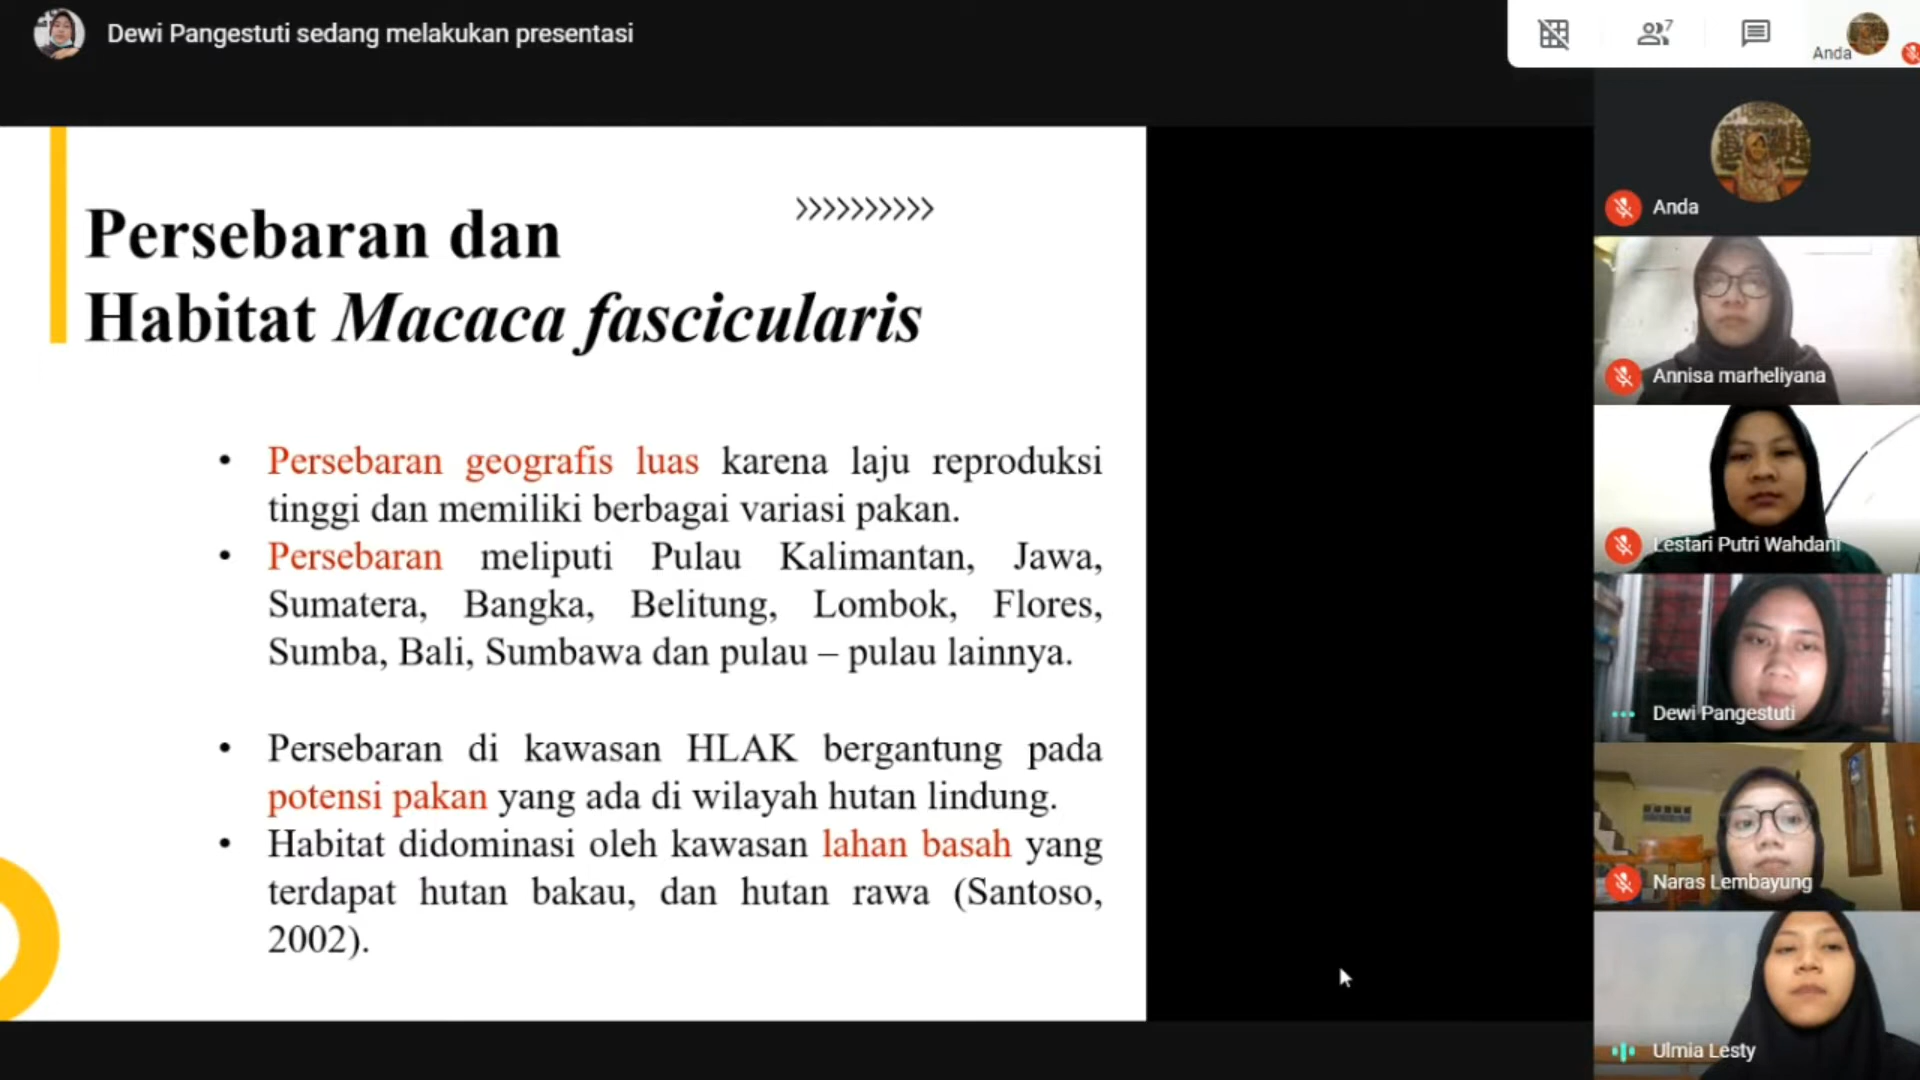 Dewi Pangestuti sedang melakukan presentasi
7
Anda
Persebaran dan
Habitat Macaca fascicularis
• Persebaran geografis luas karena laju reproduksi
tinggi dan memiliki berbagai variasi pakan.
• Persebaran meliputi Pulau Kalimantan, Jawa,
Sumatera, Bangka, Belitung, Lombok, Flores,
Sumba, Bali, Sumbawa dan pulau – pulau lainnya.
• Persebaran di kawasan HLAK bergantung pada
potensi pakan yang ada di wilayah hutan lindung.
• Habitat didominasi oleh kawasan lahan basah yang
terdapat hutan bakau, dan hutan rawa (Santoso,
2002).
Anda
Annisa marheliyana
Lestari Putri Wahdani
Dewi Pangestuti
Naras Lembayung
Ulmia Lesty